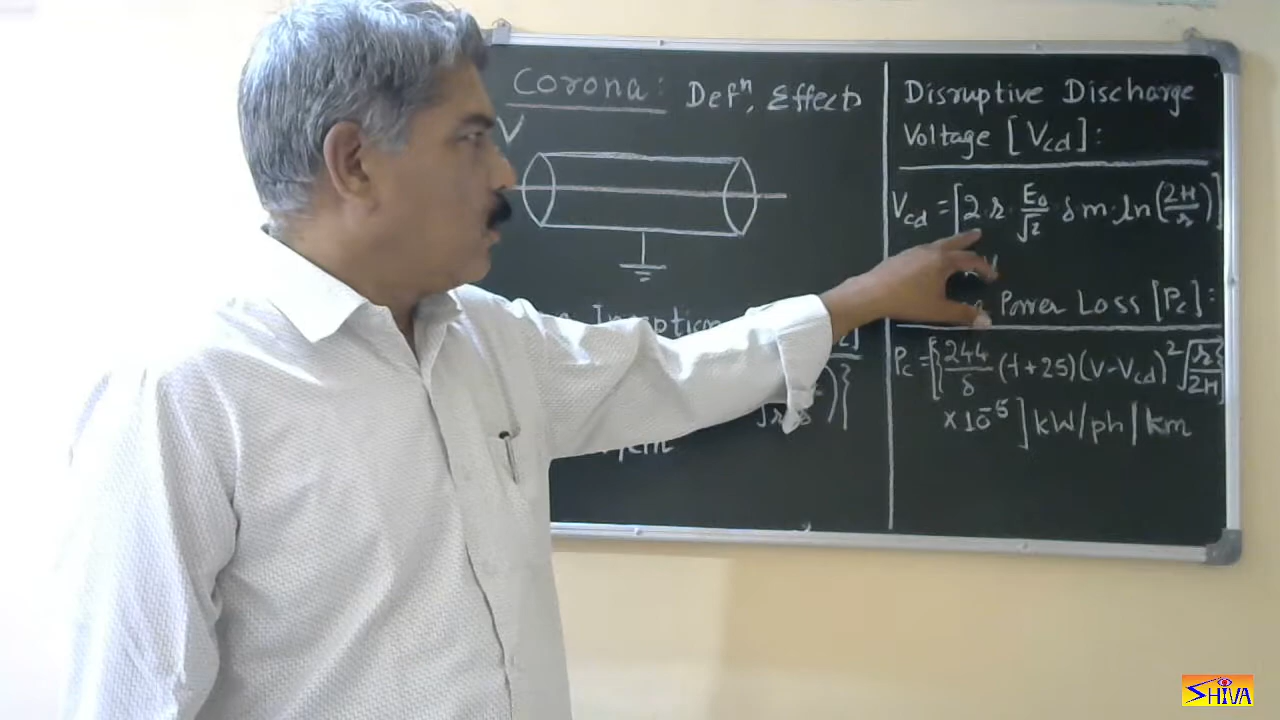 Corona: Defⁿ, Effects
V
Inception
Disruptive Discharge
Voltage [Vcd]:
Vcd = [2 r · E₀/√2 · δ m · ln(2H/r)]
Power Loss [Pc]:
Pc = [{244/δ (f+25)(V-Vcd)² √(r/2H)}
×10⁻⁵] kW/ph/km
SHIVA